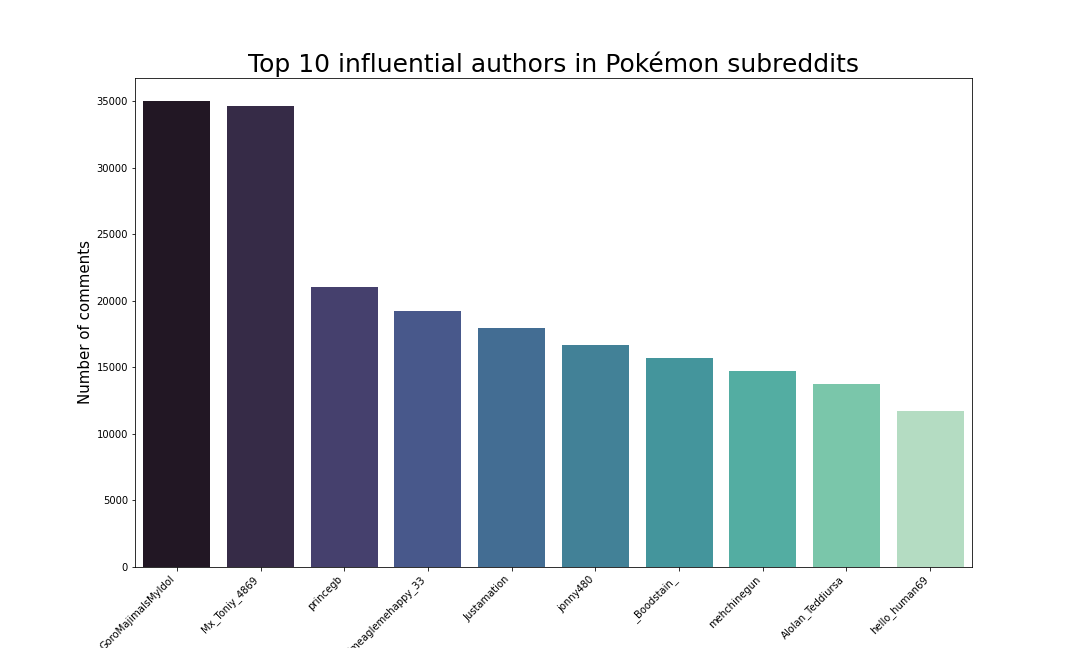 Top 10 influential authors in Pokémon subreddits
Number of comments
35000
30000
25000
20000
15000
10000
5000
0
GoroMajimaIsMyIdol
Mx_Toniy_4869
princegb
meaglemehappy_33
Justamation
jonny480
_Boodstain_
mehchinegun
Alolan_Teddiursa
hello_human69